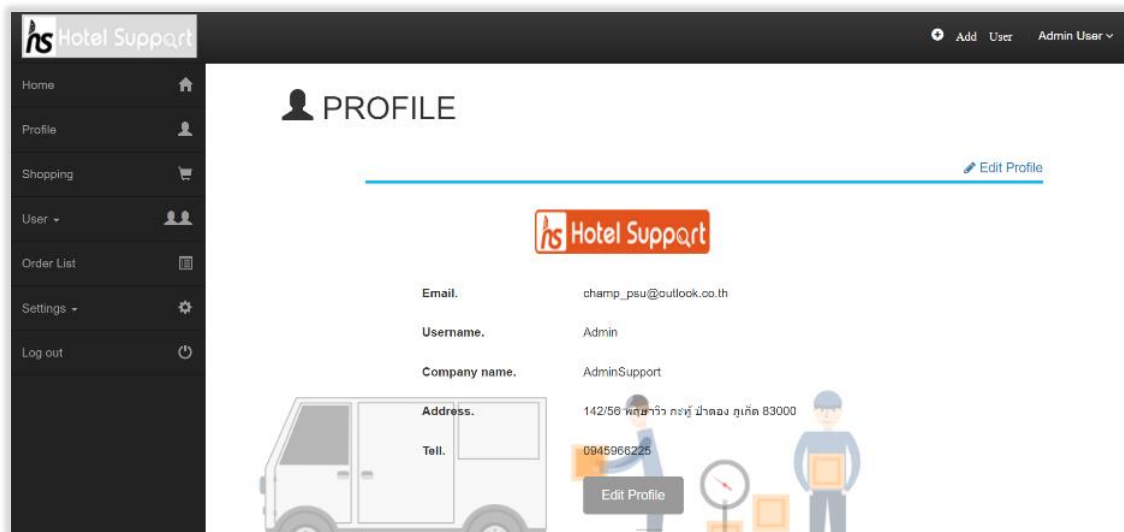 hs Hotel Support
Add User
Admin User
Home
Profile
Shopping
User
Order List
Settings
Log out
PROFILE
Edit Profile
hs Hotel Support
Email. champ_psu@outlook.co.th
Username. Admin
Company name. AdminSupport
Address. 142/56 พฤษาวิว กะทู้ ป่าตอง ภูเก็ต 83000
Tell. 0945966225
Edit Profile